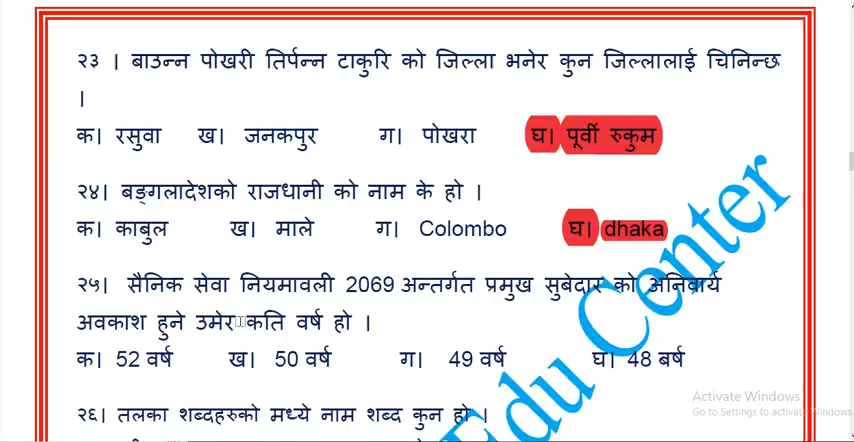 २३ । बाउन्न पोखरी तिर्पन्न टाकुरि को जिल्ला भनेर कुन जिल्लालाई चिनिन्छ
।
क। रसुवा ख। जनकपुर ग। पोखरा घ। पूर्वी रुकुम
२४। बङ्गलादेशको राजधानी को नाम के हो ।
क। काबुल ख। माले ग। Colombo घ। dhaka
२५। सैनिक सेवा नियमावली 2069 अन्तर्गत प्रमुख सुबेदार को अनिवार्य
अवकाश हुने उमेर कति वर्ष हो ।
क। 52 वर्ष ख। 50 वर्ष ग। 49 वर्ष घ। 48 बर्ष
२६। तलका शब्दहरुको मध्ये नाम शब्द कुन हो ।
Edu Center
Activate Windows
Go to Settings to activate Windows.